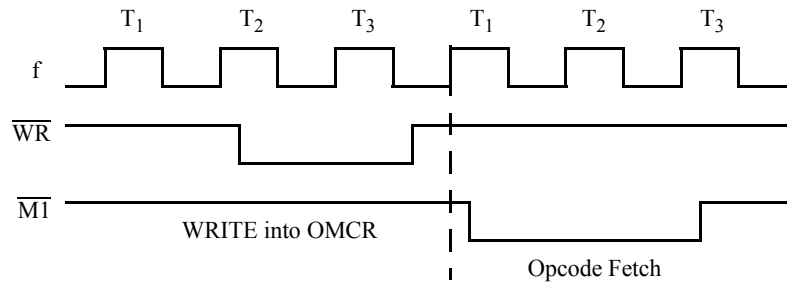 T1 T2 T3 T1 T2 T3
f
WR
M1
WRITE into OMCR
Opcode Fetch